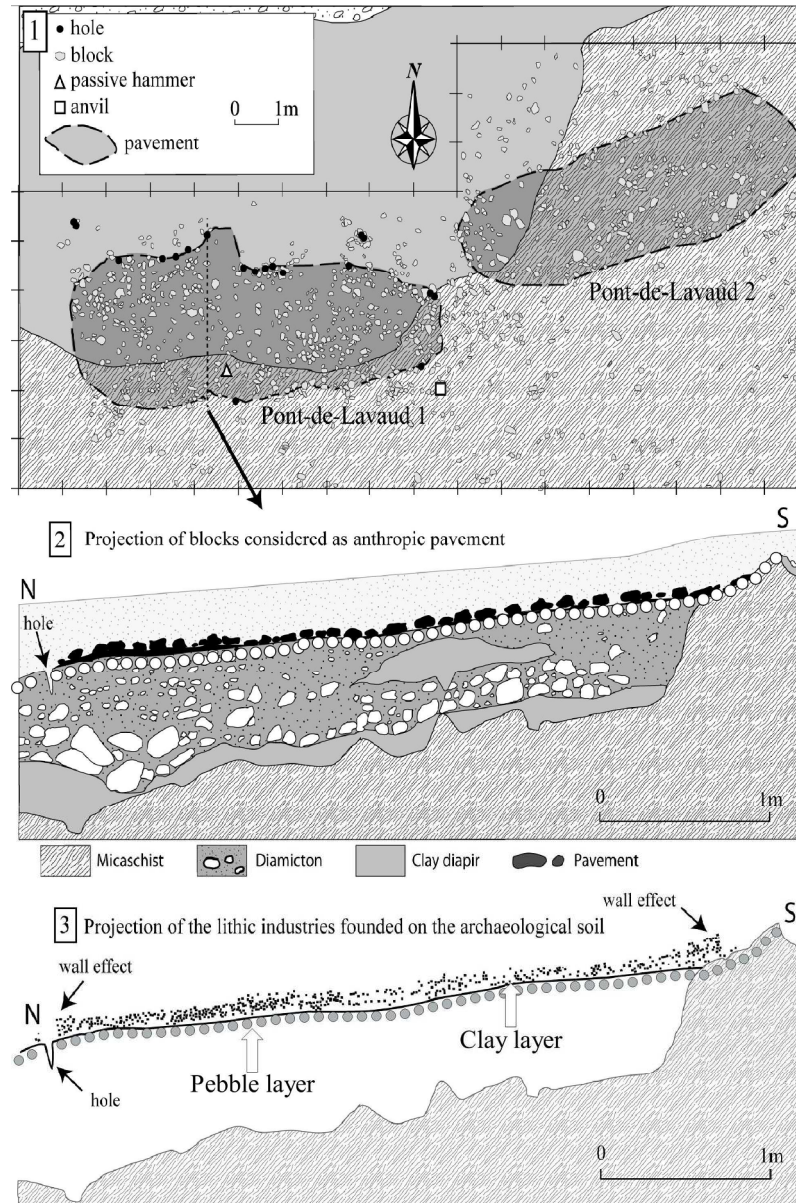 1
hole
block
passive hammer
anvil
0 1m
pavement
N
Pont-de-Lavaud 2
Pont-de-Lavaud 1
2 Projection of blocks considered as anthropic pavement
S
N
hole
0 1m
Micaschist Diamicton Clay diapir Pavement
3 Projection of the lithic industries founded on the archaeological soil
wall effect
S
wall effect
N
Clay layer
Pebble layer
hole
0 1m